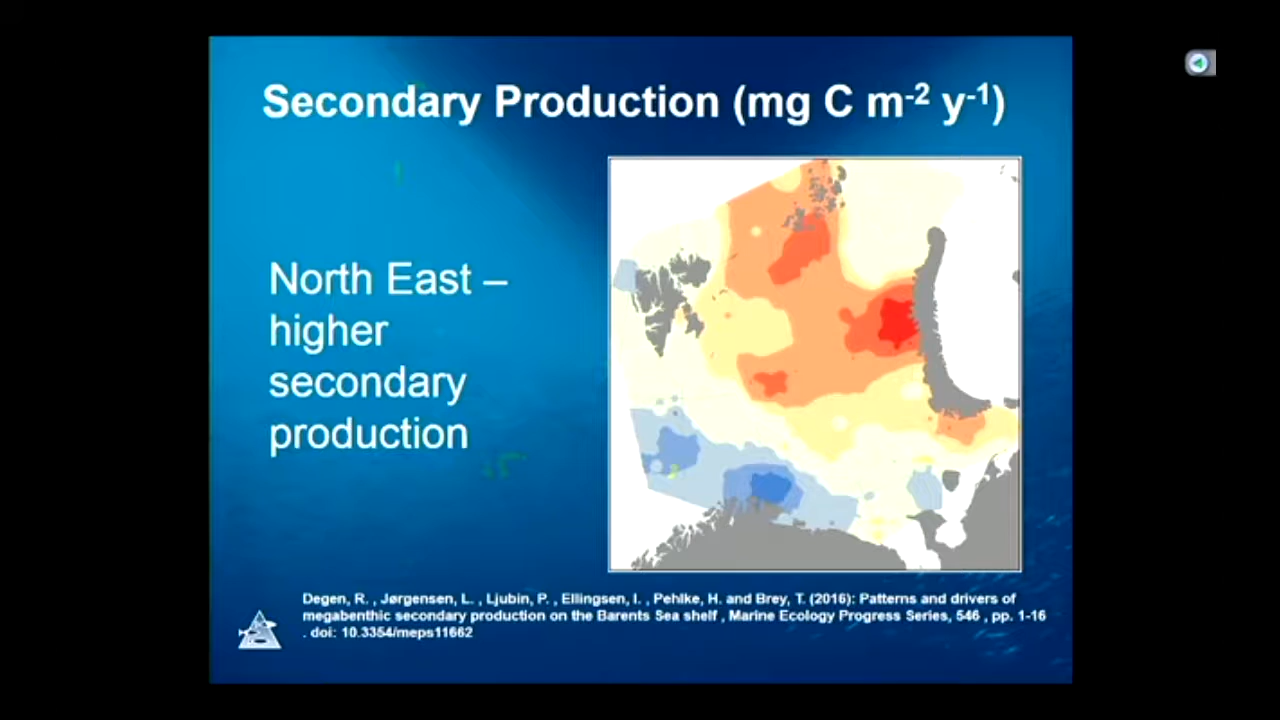 Secondary Production (mg C m-2 y-1)
North East –
higher
secondary
production
Degen, R. , Jørgensen, L. , Ljubin, P. , Ellingsen, I. , Pehlke, H. and Brey, T. (2016): Patterns and drivers of
megabenthic secondary production on the Barents Sea shelf , Marine Ecology Progress Series, 546 , pp. 1-16
. doi: 10.3354/meps11662